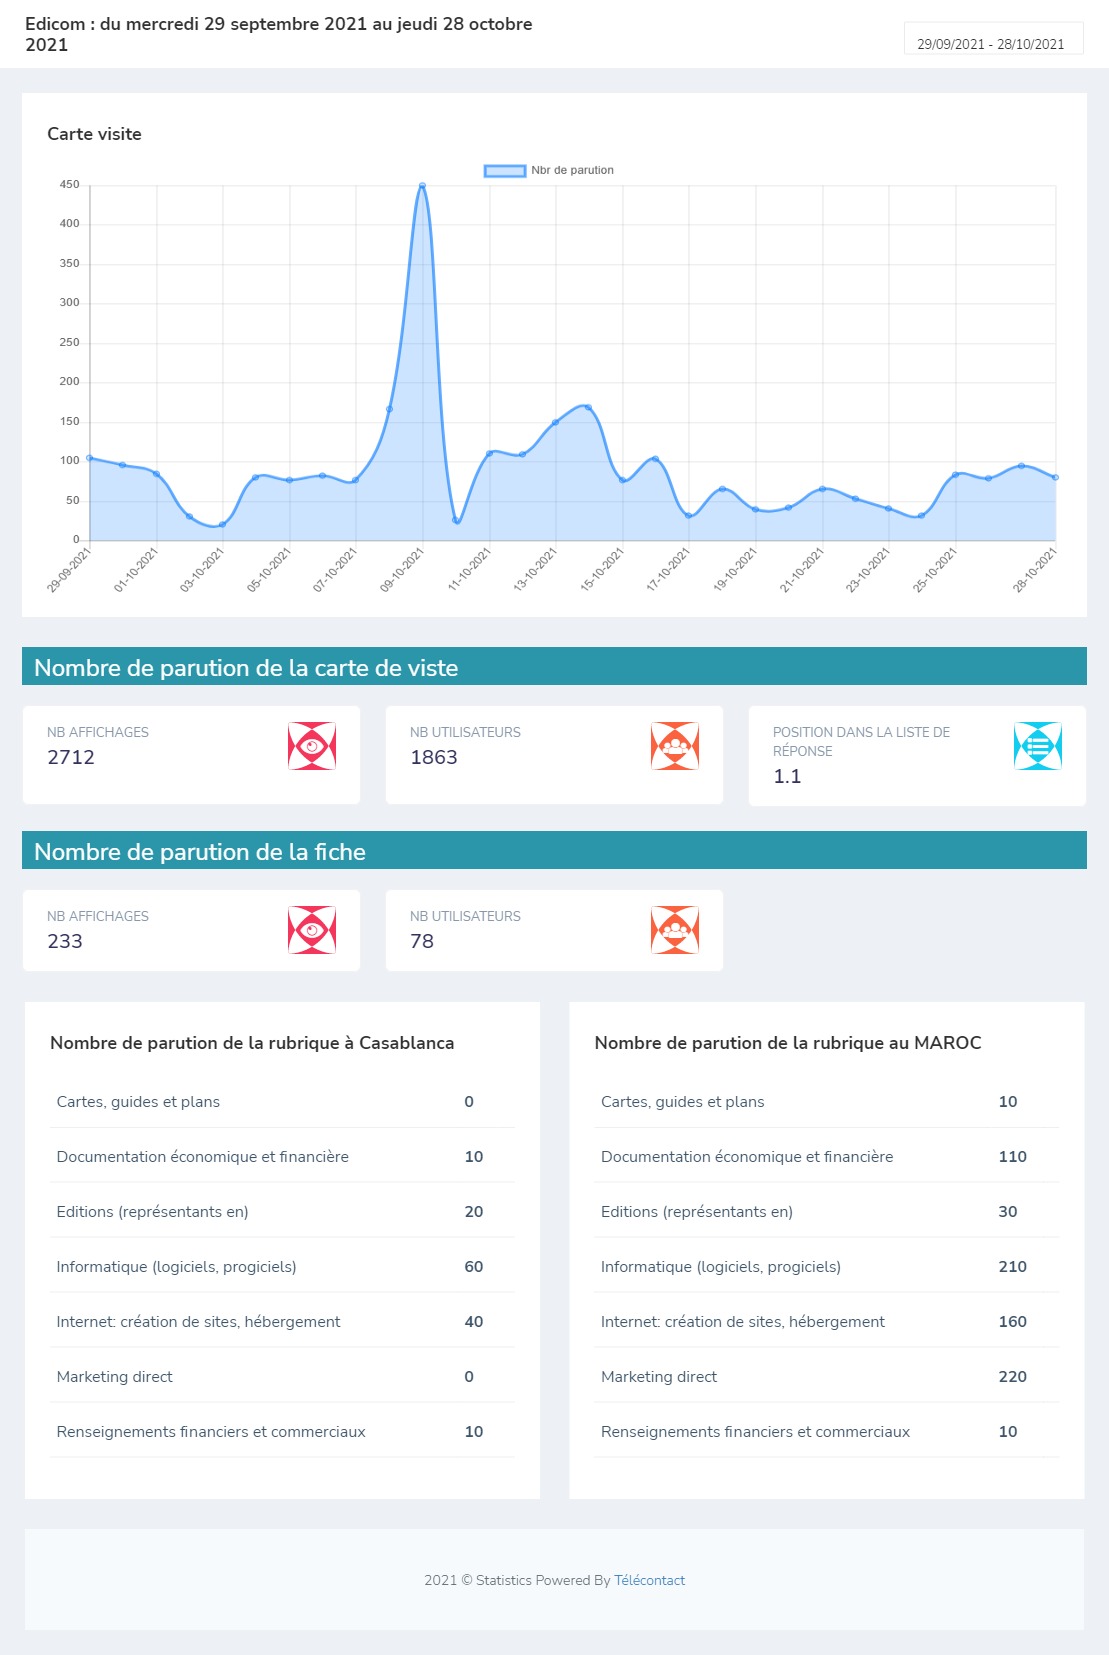 Edicom : du mercredi 29 septembre 2021 au jeudi 28 octobre
2021
29/09/2021 - 28/10/2021
Carte visite
Nbr de parution
450
400
350
300
250
200
150
100
50
0
29-09-2021
01-10-2021
03-10-2021
05-10-2021
07-10-2021
09-10-2021
11-10-2021
13-10-2021
15-10-2021
17-10-2021
19-10-2021
21-10-2021
23-10-2021
25-10-2021
28-10-2021
Nombre de parution de la carte de viste
NB AFFICHAGES
2712
NB UTILISATEURS
1863
POSITION DANS LA LISTE DE
RÉPONSE
1.1
Nombre de parution de la fiche
NB AFFICHAGES
233
NB UTILISATEURS
78
Nombre de parution de la rubrique à Casablanca
Cartes, guides et plans 0
Documentation économique et financière 10
Editions (représentants en) 20
Informatique (logiciels, progiciels) 60
Internet: création de sites, hébergement 40
Marketing direct 0
Renseignements financiers et commerciaux 10
Nombre de parution de la rubrique au MAROC
Cartes, guides et plans 10
Documentation économique et financière 110
Editions (représentants en) 30
Informatique (logiciels, progiciels) 210
Internet: création de sites, hébergement 160
Marketing direct 220
Renseignements financiers et commerciaux 10
2021 © Statistics Powered By Télécontact